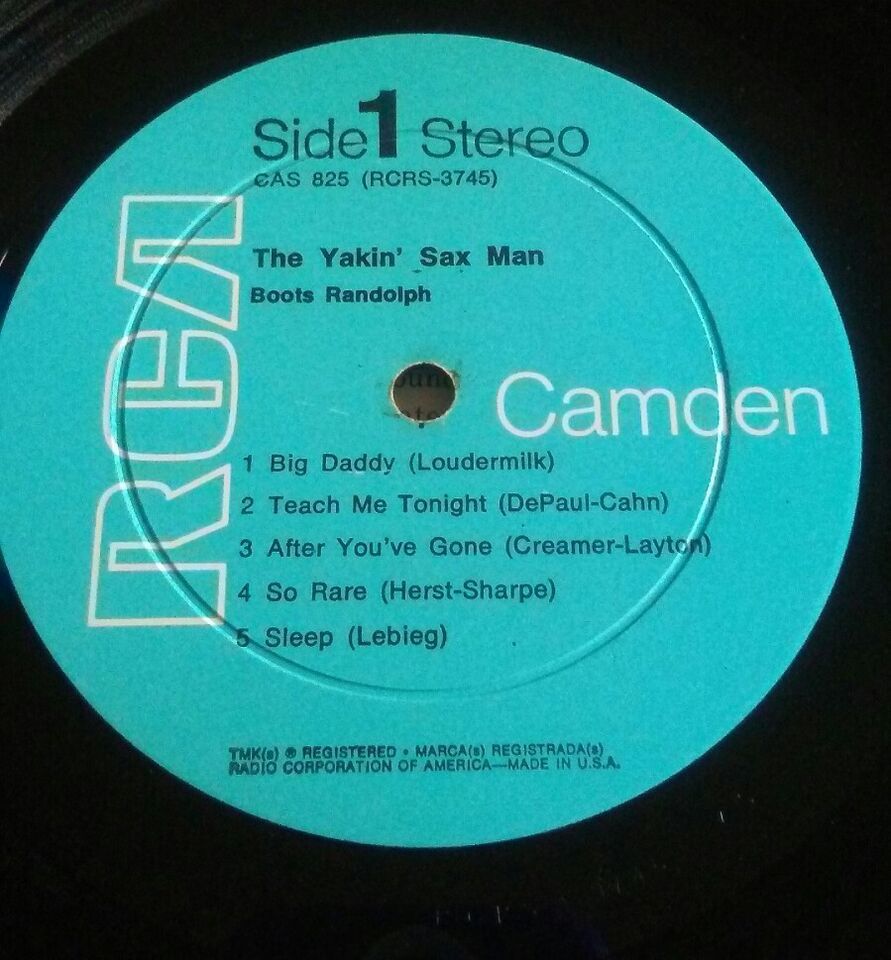 Side 1 Stereo
CAS 825 (RCRS-3745)
The Yakin' Sax Man
Boots Randolph
RCA
Camden
1 Big Daddy (Loudermilk)
2 Teach Me Tonight (DePaul-Cahn)
3 After You've Gone (Creamer-Layton)
4 So Rare (Herst-Sharpe)
5 Sleep (Lebieg)
TMK(s) ® REGISTERED • MARCA(s) REGISTRADA(s)
RADIO CORPORATION OF AMERICA—MADE IN U.S.A.